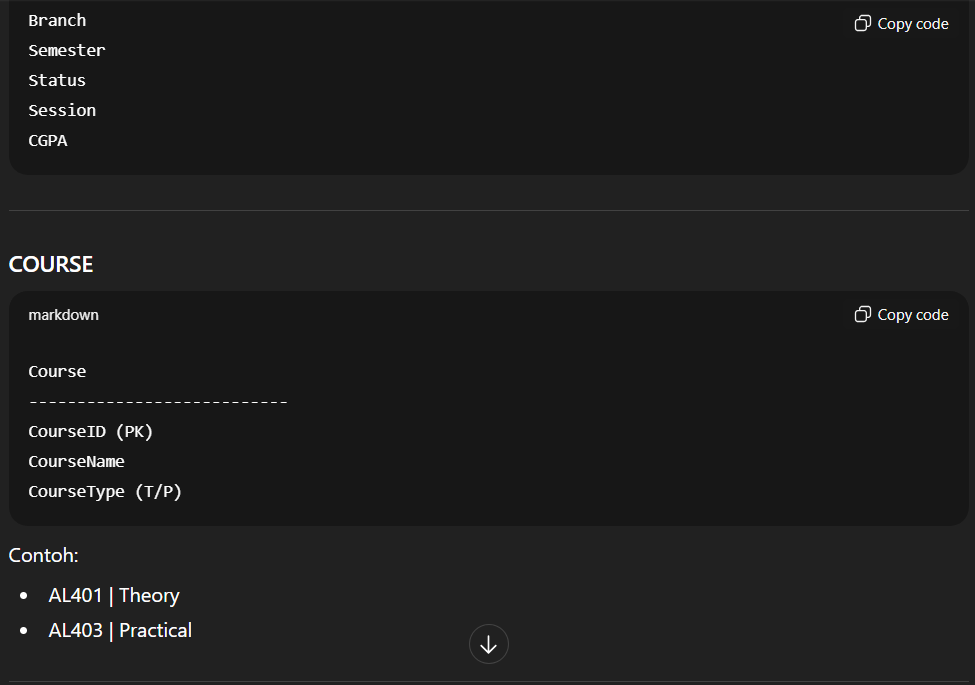 Branch
Copy code
Semester
Status
Session
CGPA
COURSE
markdown
Copy code
Course
---------------------------
CourseID (PK)
CourseName
CourseType (T/P)
Contoh:
• AL401 | Theory
• AL403 | Practical